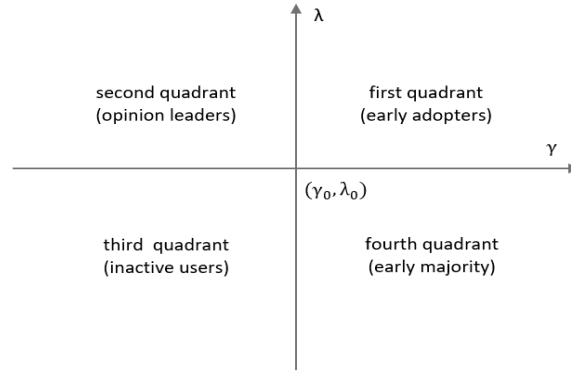 λ
second quadrant
(opinion leaders)
first quadrant
(early adopters)
γ
(γ₀, λ₀)
third quadrant
(inactive users)
fourth quadrant
(early majority)